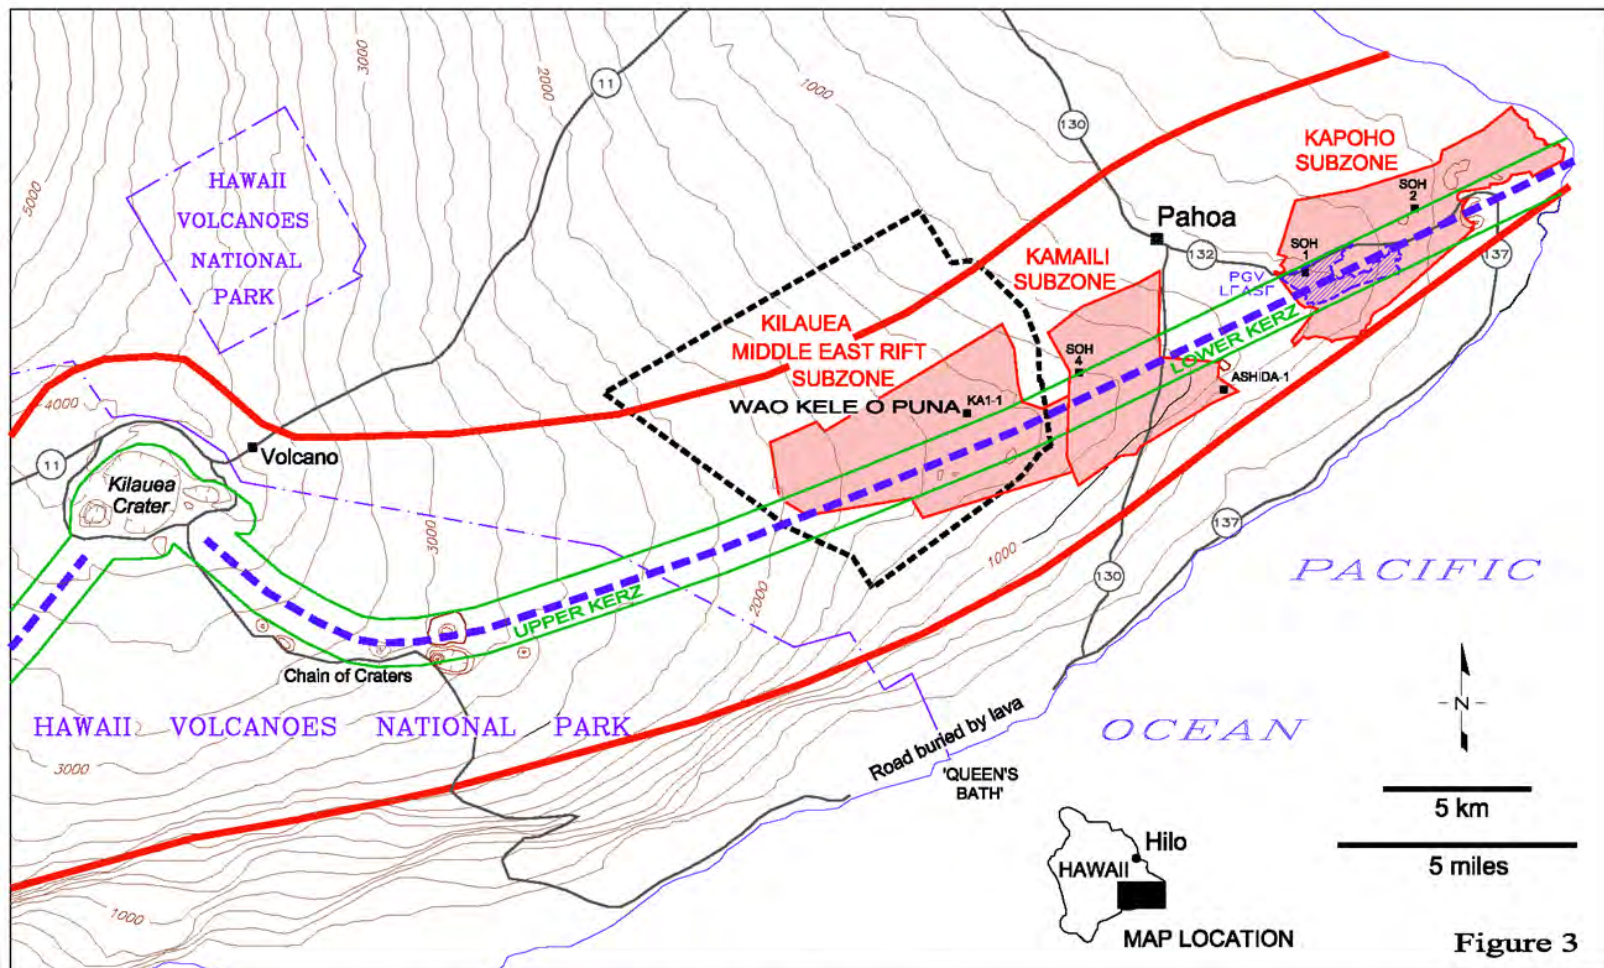 3000
2000
1000
5000
11
130
HAWAII
VOLCANOES
NATIONAL
PARK
KAPOHO
SUBZONE
SOH
2
Pahoa
132
137
SOH
1
PGV
LEASE
KAMAILI
SUBZONE
KILAUEA
MIDDLE EAST RIFT
SUBZONE
SOH
4
LOWER KERZ
ASHIDA-1
WAO KELE O PUNA
KA1-1
4000
Volcano
11
Kilauea
Crater
3000
137
1000
130
2000
UPPER KERZ
PACIFIC
OCEAN
Chain of Craters
HAWAII VOLCANOES NATIONAL PARK
3000
Road buried by lava
'QUEEN'S
BATH'
1000
-N-
5 km
5 miles
Hilo
HAWAII
MAP LOCATION
Figure 3